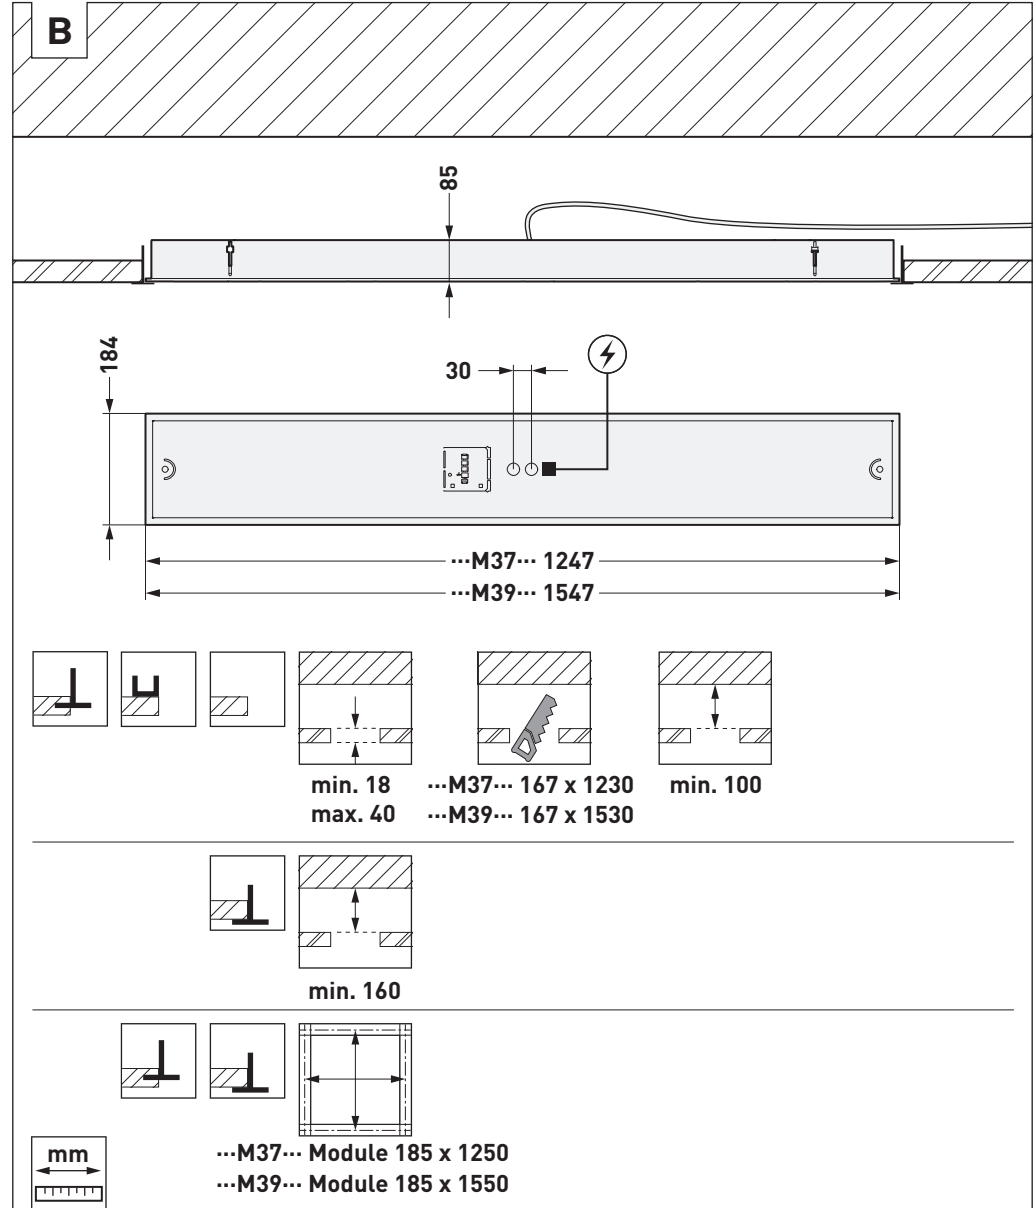 B
85
184
30
···M37··· 1247
···M39··· 1547
min. 18
max. 40
···M37··· 167 x 1230
···M39··· 167 x 1530
min. 100
min. 160
mm
···M37··· Module 185 x 1250
···M39··· Module 185 x 1550